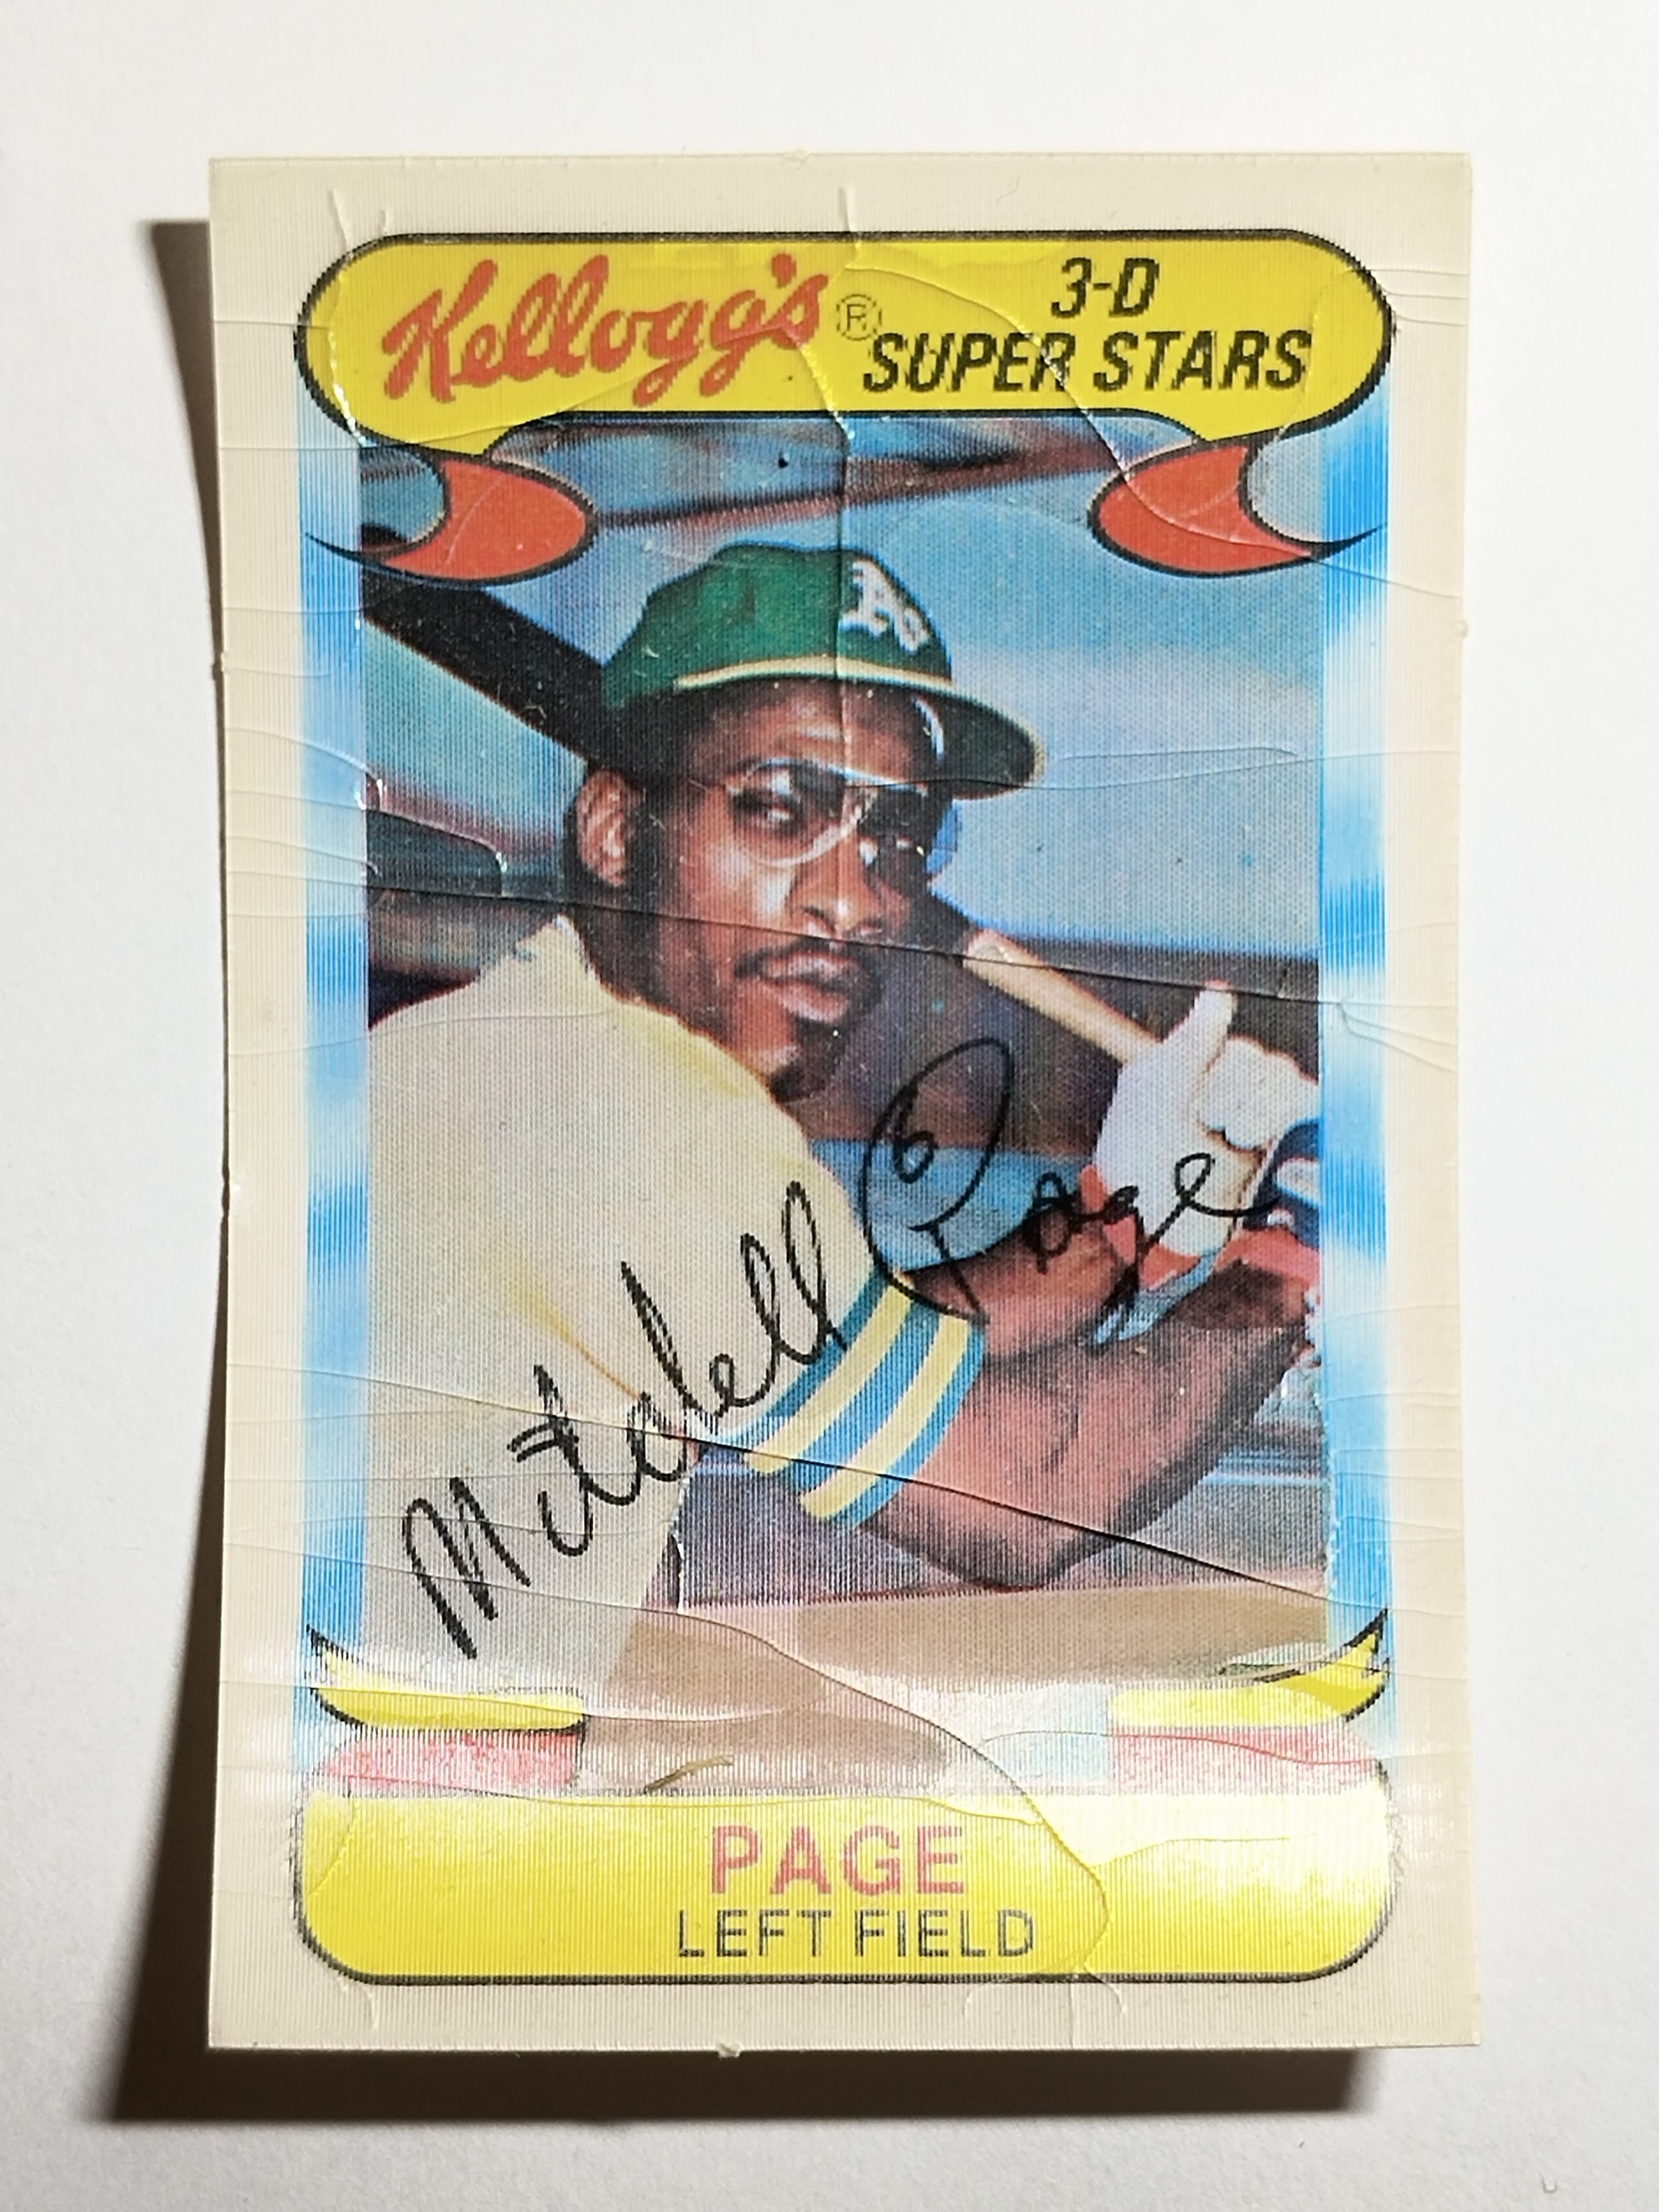 Kellogg's®
3-D
SUPER STARS
A's
Mitchell Page
PAGE
LEFT FIELD